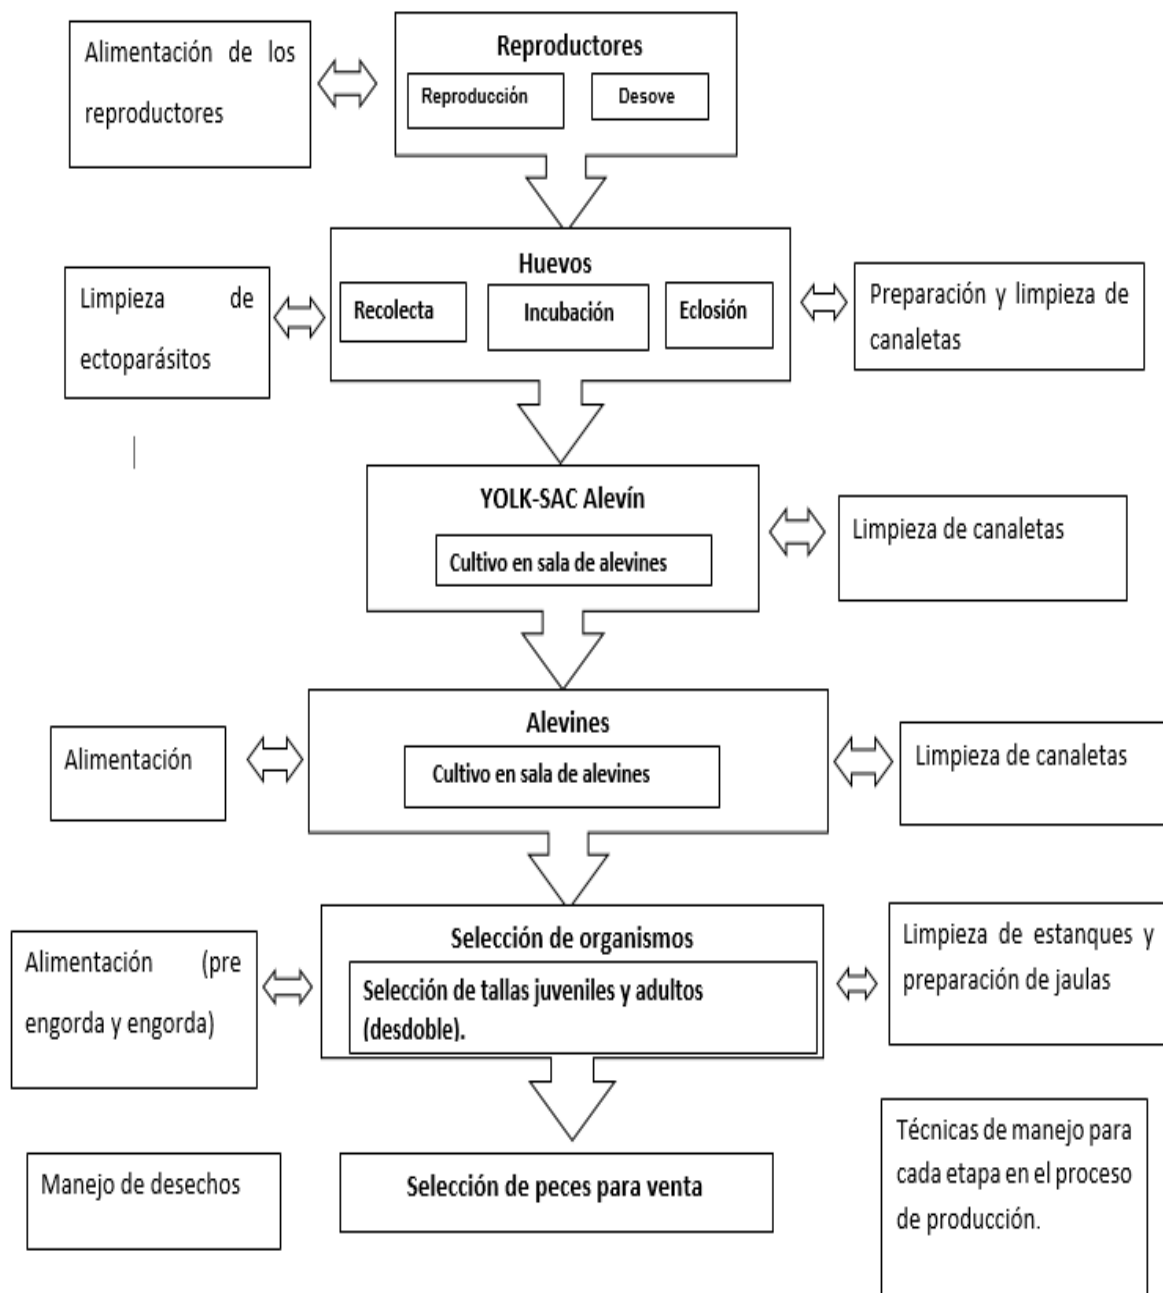 Alimentación de los
reproductores
Reproductores
Reproducción
Desove
Limpieza de
ectoparásitos
Huevos
Recolecta
Incubación
Eclosión
Preparación y limpieza de
canaletas
YOLK-SAC Alevín
Cultivo en sala de alevines
Limpieza de canaletas
Alimentación
Alevines
Cultivo en sala de alevines
Limpieza de canaletas
Alimentación (pre
engorda y engorda)
Selección de organismos
Selección de tallas juveniles y adultos
(desdoble).
Limpieza de estanques y
preparación de jaulas
Manejo de desechos
Selección de peces para venta
Técnicas de manejo para
cada etapa en el proceso
de producción.